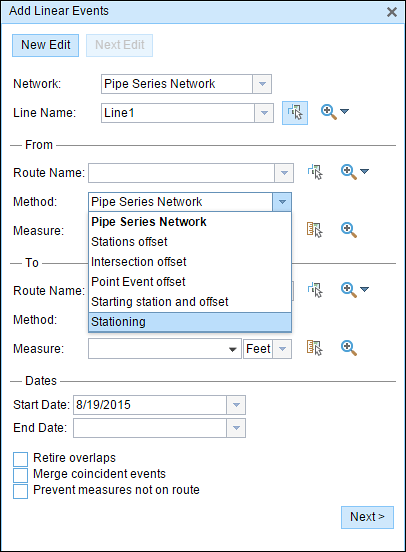 Add Linear Events
New Edit Next Edit
Network: Pipe Series Network
Line Name: Line1
From
Route Name:
Method: Pipe Series Network
Pipe Series Network
Measure:
Stations offset
Intersection offset
Point Event offset
Starting station and offset
Stationing
To
Route Name:
Method:
Measure: Feet
Dates
Start Date: 8/19/2015
End Date:
Retire overlaps
Merge coincident events
Prevent measures not on route
Next >